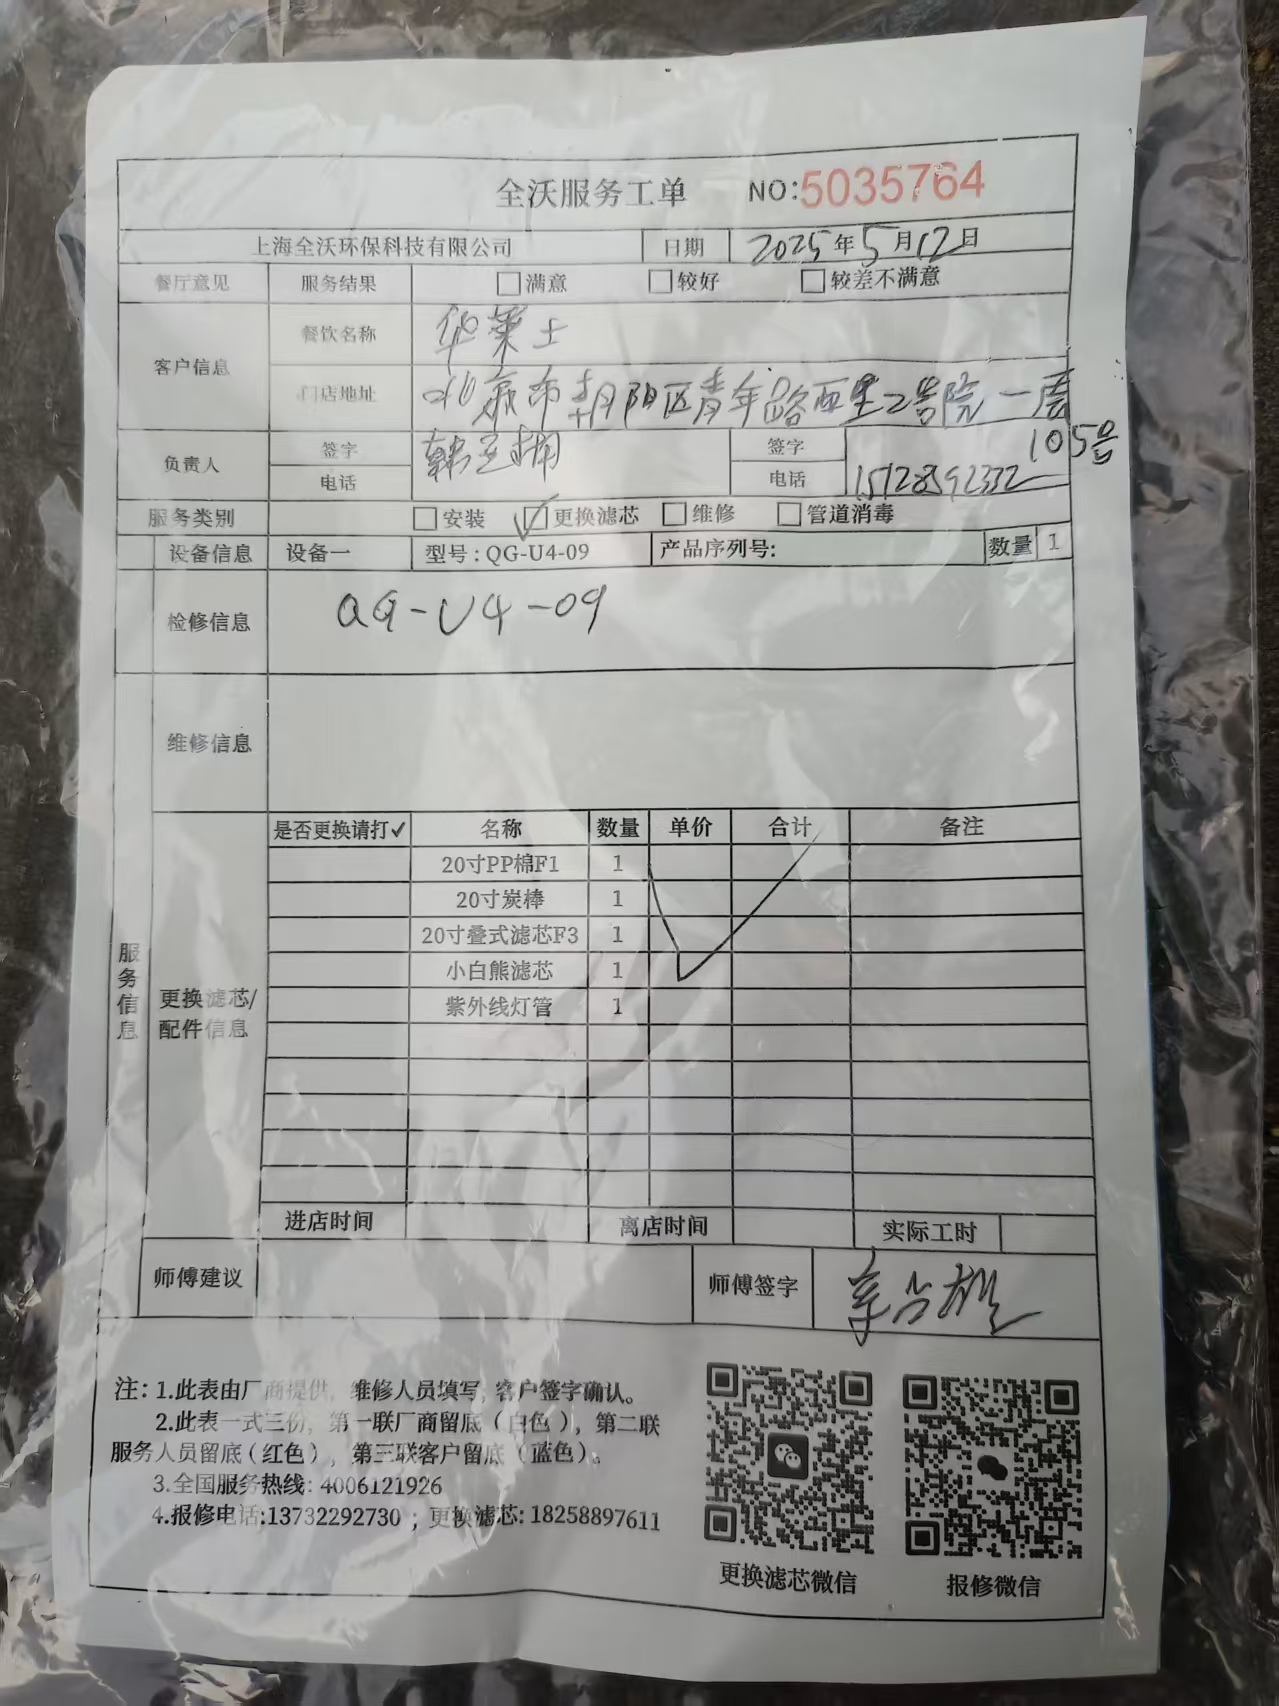 全沃服务工单 NO:5035764
上海全沃环保科技有限公司 日期 2025年5月12日
餐厅意见 服务结果 □满意 □较好 □较差不满意
客户信息 餐饮名称 华莱士
门店地址 北京市朝阳区青年路西里2号院一层
105号
负责人 签字 签字
电话 电话 15128592332
服务类别 □安装 ☑更换滤芯 □维修 □管道消毒
设备信息 设备一 型号:QG-U4-09 产品序列号: 数量 1
检修信息 QG-U4-09
维修信息
服务信息
更换滤芯/配件信息
是否更换请打✓ 名称 数量 单价 合计 备注
20寸PP棉F1 1
20寸炭棒 1
20寸叠式滤芯F3 1
小白熊滤芯 1
紫外线灯管 1
进店时间 离店时间 实际工时
师傅建议 师傅签字
注:1.此表由厂商提供,维修人员填写,客户签字确认。
2.此表一式三份,第一联厂商留底(白色),第二联
服务人员留底(红色),第三联客户留底(蓝色)。
3.全国服务热线:4006121926
4.报修电话:13732292730;更换滤芯:18258897611
更换滤芯微信 报修微信